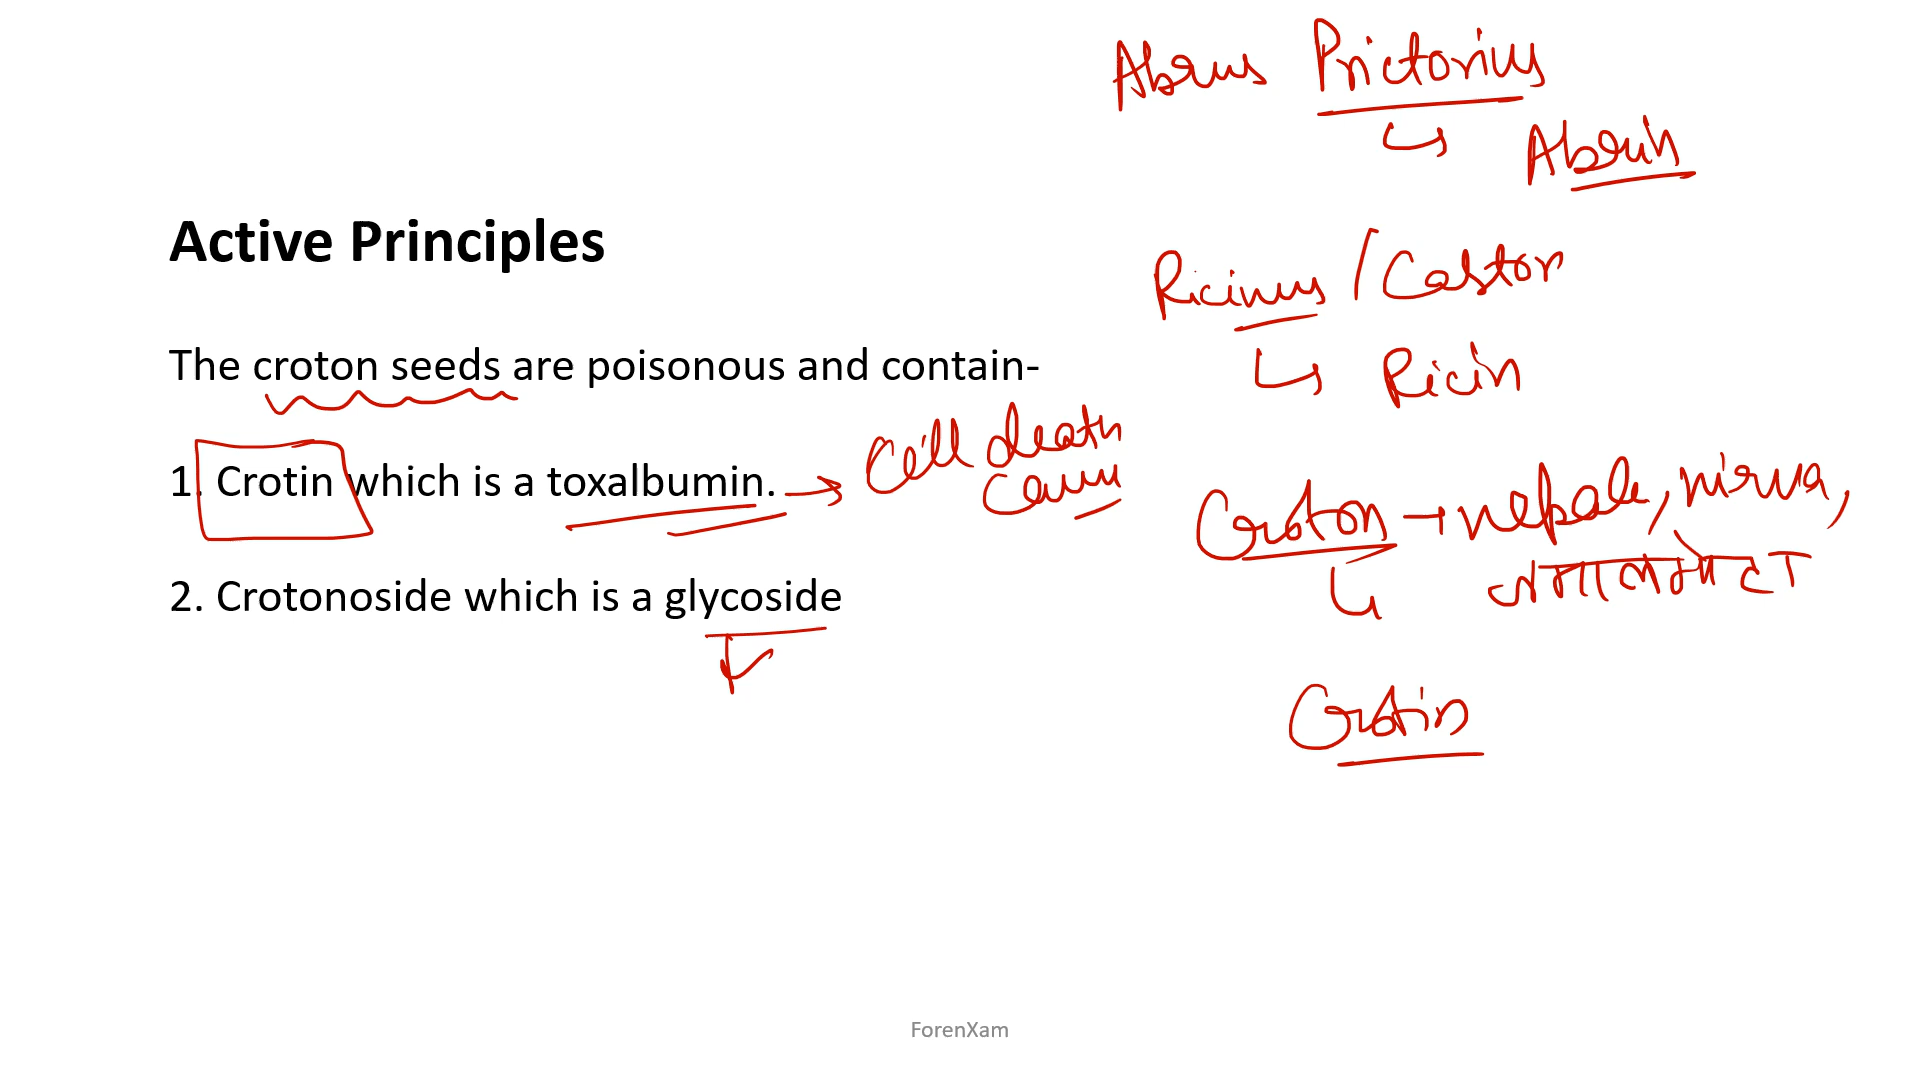 Abrus Prictorius
Abrin
Active Principles
Ricinus / Castor
Ricin
The croton seeds are poisonous and contain-
1. Crotin which is a toxalbumin.
Cell death
Croton → nepala,
2. Crotonoside which is a glycoside
Crotin
ForenXam